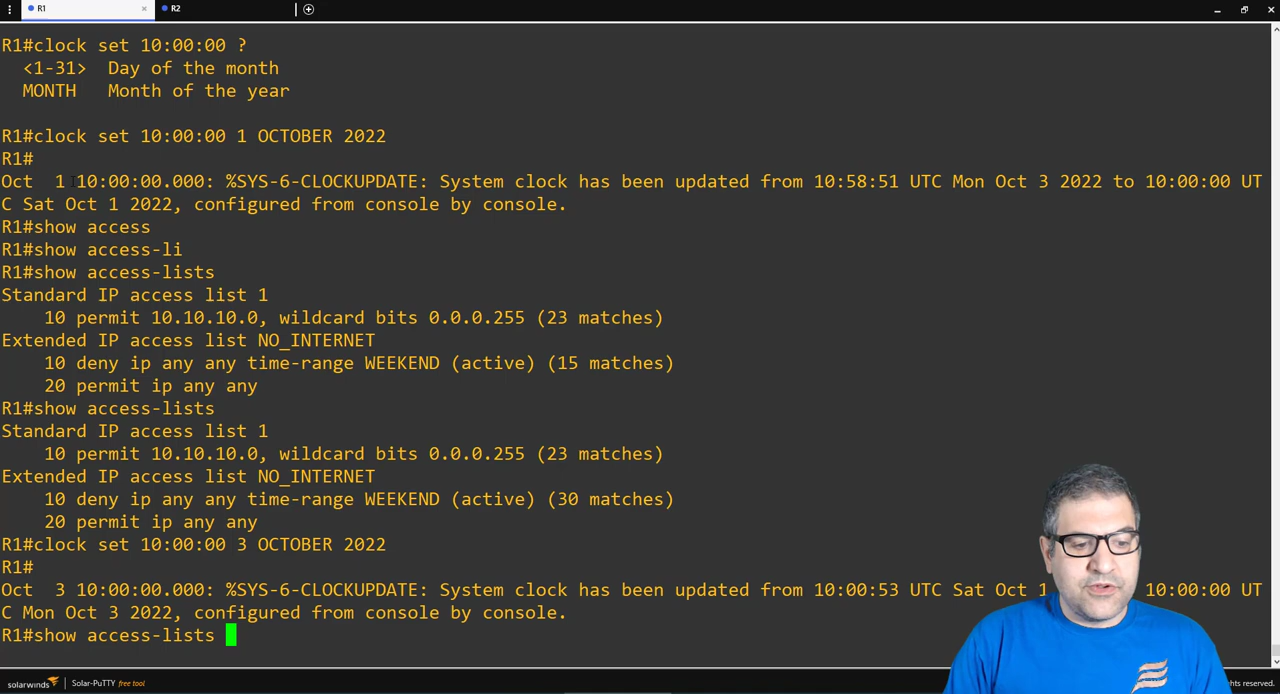 R1
R2
R1#clock set 10:00:00 ?
<1-31> Day of the month
MONTH Month of the year
R1#clock set 10:00:00 1 OCTOBER 2022
R1#
Oct 1 10:00:00.000: %SYS-6-CLOCKUPDATE: System clock has been updated from 10:58:51 UTC Mon Oct 3 2022 to 10:00:00 UT
C Sat Oct 1 2022, configured from console by console.
R1#show access
R1#show access-li
R1#show access-lists
Standard IP access list 1
10 permit 10.10.10.0, wildcard bits 0.0.0.255 (23 matches)
Extended IP access list NO_INTERNET
10 deny ip any any time-range WEEKEND (active) (15 matches)
20 permit ip any any
R1#show access-lists
Standard IP access list 1
10 permit 10.10.10.0, wildcard bits 0.0.0.255 (23 matches)
Extended IP access list NO_INTERNET
10 deny ip any any time-range WEEKEND (active) (30 matches)
20 permit ip any any
R1#clock set 10:00:00 3 OCTOBER 2022
R1#
Oct 3 10:00:00.000: %SYS-6-CLOCKUPDATE: System clock has been updated from 10:00:53 UTC Sat Oct 1 10:00:00 UT
C Mon Oct 3 2022, configured from console by console.
R1#show access-lists
solarwinds Solar-PuTTY free tool
hts reserved.